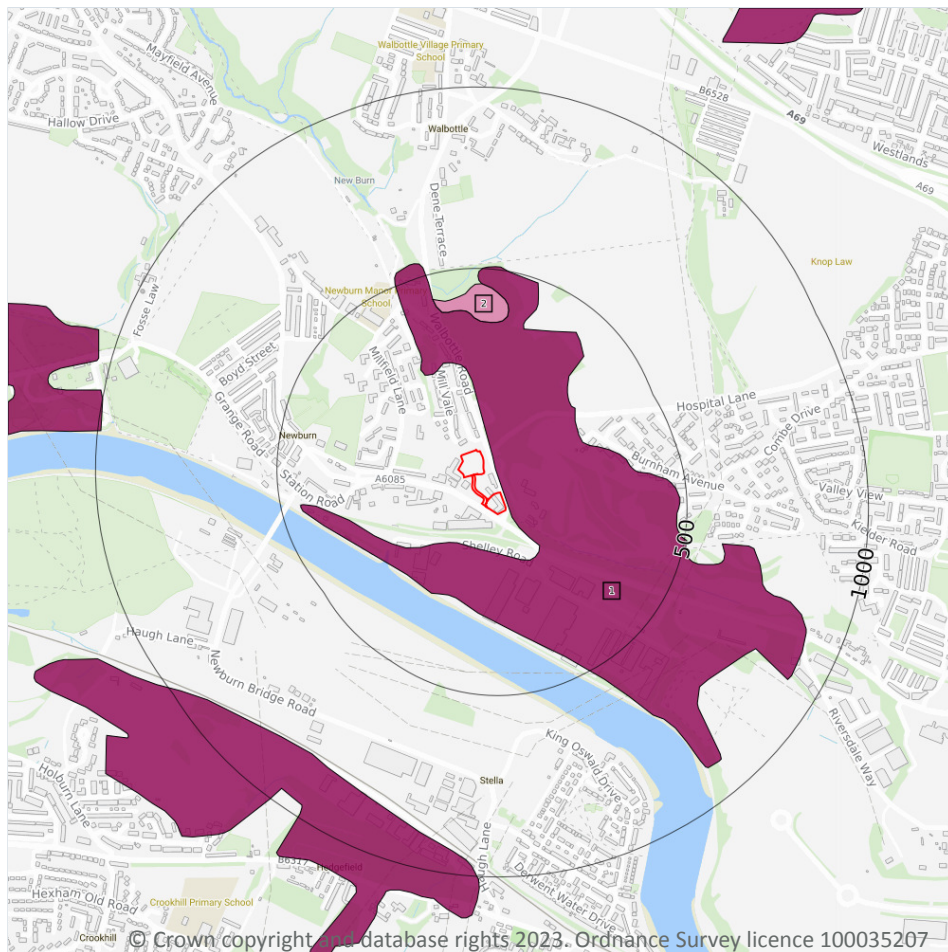 Walbottle Village Primary
School
Mayfield Avenue
Hallow Drive
Walbottle
B6528
A69
Westlands
A69
New Burn
Dene Terrace
Knop Law
Fosse Law
Newburn Manor Primary
School
2
Walbottle Road
Boyd Street
Millfield Lane
Mill Vale
Hospital Lane
Combe Drive
Grange Road
Newburn
Burnham Avenue
Station Road
A6085
Valley View
Kielder Road
500
1000
Shelley Road
1
Haugh Lane
Newburn Bridge Road
Riversdale Way
King Oswald Drive
Stella
Holburn Lane
B6317
Hedgefield
Haugh Lane
Hexham Old Road
Crookhill Primary School
Derwent Water Drive
Crookhill
© Crown copyright and database rights 2023. Ordnance Survey licence 100035207